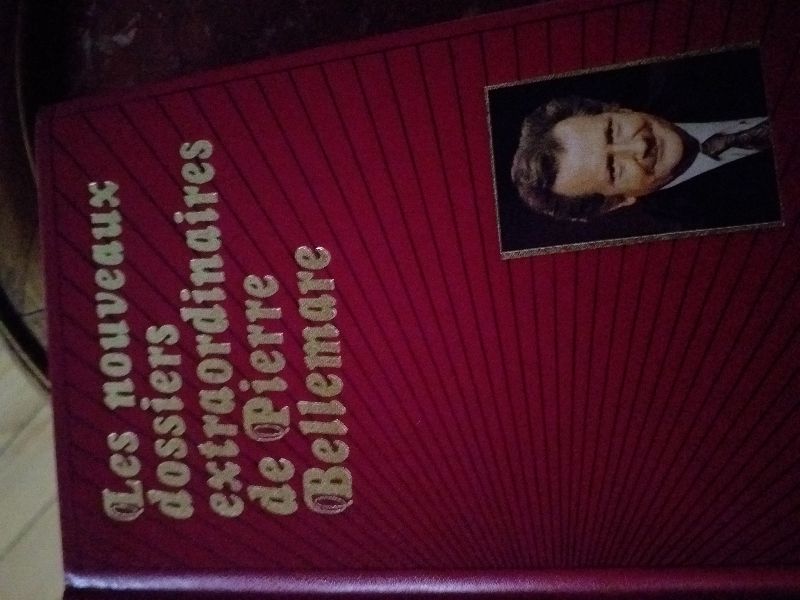 Les nouveaux
dossiers
extraordinaires
de Pierre
Bellemare